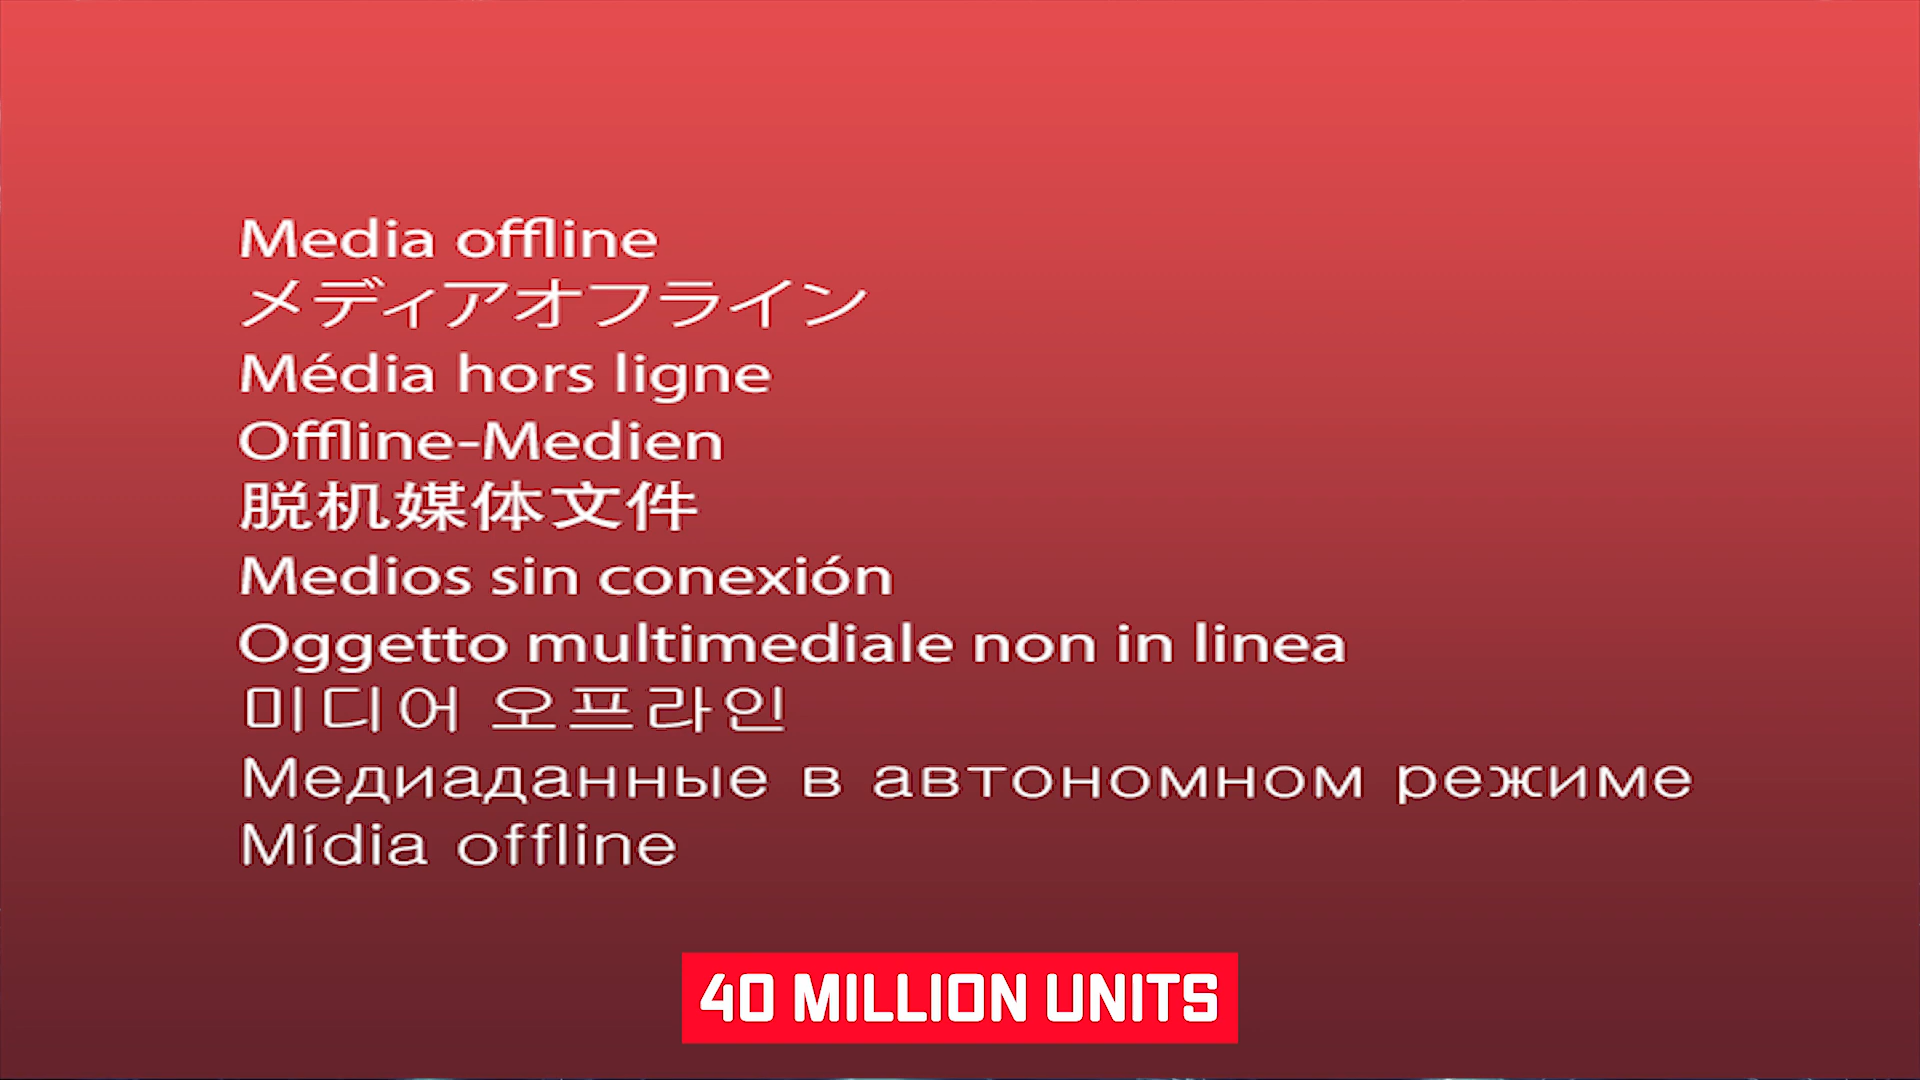 Media offline
メディアオフライン
Média hors ligne
Offline-Medien
脱机媒体文件
Medios sin conexión
Oggetto multimediale non in linea
미디어 오프라인
Медиаданные в автономном режиме
Mídia offline
40 MILLION UNITS